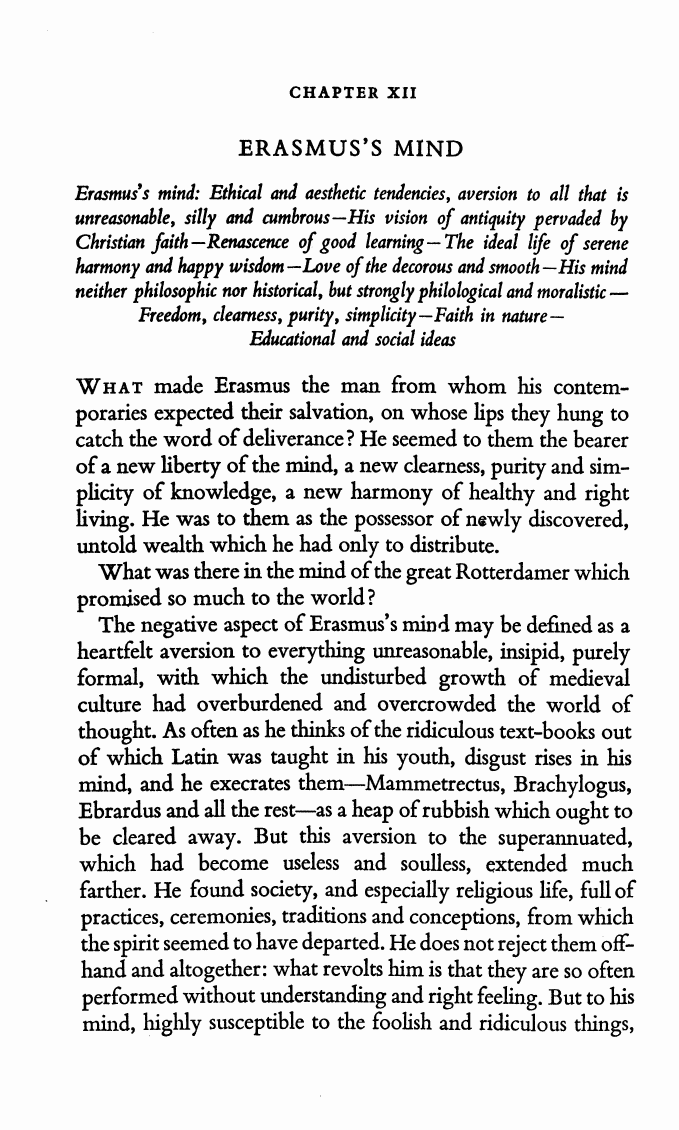 CHAPTER XII
ERASMUS'S MIND
Erasmus's mind: Ethical and aesthetic tendencies, aversion to all that is
unreasonable, silly and cumbrous—His vision of antiquity pervaded by
Christian faith—Renascence of good learning—The ideal life of serene
harmony and happy wisdom—Love of the decorous and smooth—His mind
neither philosophic nor historical, but strongly philological and moralistic—
Freedom, clearness, purity, simplicity—Faith in nature—
Educational and social ideas
WHAT made Erasmus the man from whom his contem-
poraries expected their salvation, on whose lips they hung to
catch the word of deliverance? He seemed to them the bearer
of a new liberty of the mind, a new clearness, purity and sim-
plicity of knowledge, a new harmony of healthy and right
living. He was to them as the possessor of newly discovered,
untold wealth which he had only to distribute.
What was there in the mind of the great Rotterdamer which
promised so much to the world?
The negative aspect of Erasmus's mind may be defined as a
heartfelt aversion to everything unreasonable, insipid, purely
formal, with which the undisturbed growth of medieval
culture had overburdened and overcrowded the world of
thought. As often as he thinks of the ridiculous text-books out
of which Latin was taught in his youth, disgust rises in his
mind, and he execrates them—Mammetrectus, Brachylogus,
Ebrardus and all the rest—as a heap of rubbish which ought to
be cleared away. But this aversion to the superannuated,
which had become useless and soulless, extended much
farther. He found society, and especially religious life, full of
practices, ceremonies, traditions and conceptions, from which
the spirit seemed to have departed. He does not reject them off-
hand and altogether: what revolts him is that they are so often
performed without understanding and right feeling. But to his
mind, highly susceptible to the foolish and ridiculous things,